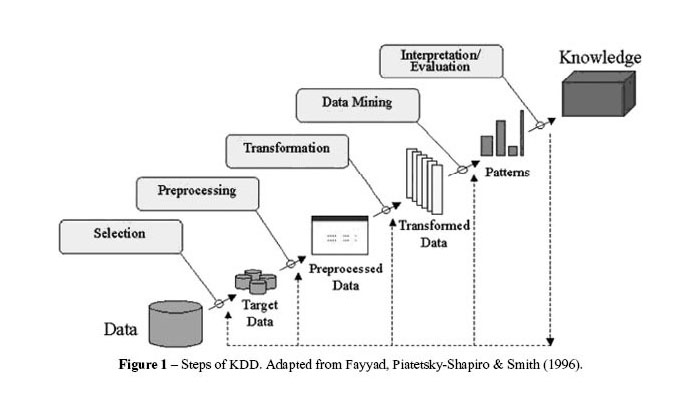 Interpretation/
Evaluation
Knowledge
Data Mining
Transformation
Patterns
Preprocessing
Transformed
Data
Selection
Preprocessed
Data
Target
Data
Data
Figure 1 – Steps of KDD. Adapted from Fayyad, Piatetsky-Shapiro & Smith (1996).